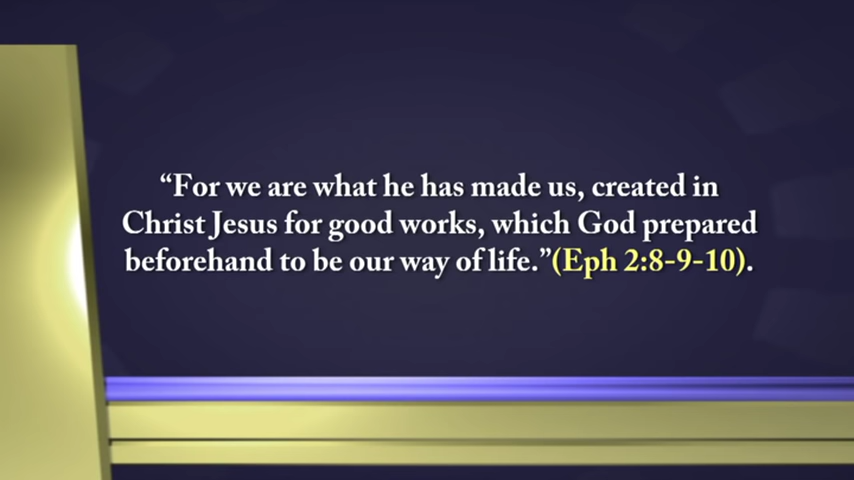 “For we are what he has made us, created in
Christ Jesus for good works, which God prepared
beforehand to be our way of life.”(Eph 2:8-9-10).